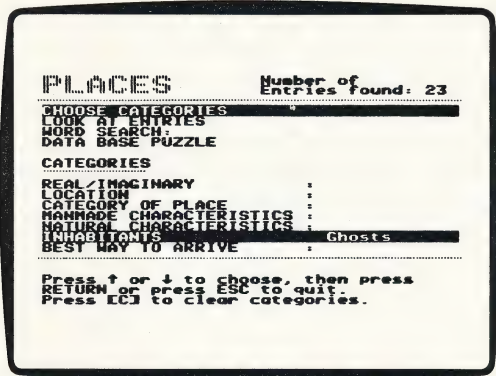 PLACES
Number of
Entries found: 23
CHOOSE CATEGORIES
LOOK AT ENTRIES
WORD SEARCH:
DATA BASE PUZZLE
CATEGORIES
REAL/IMAGINARY :
LOCATION :
CATEGORY OF PLACE :
MANMADE CHARACTERISTICS :
NATURAL CHARACTERISTICS :
INHABITANTS Ghosts
BEST WAY TO ARRIVE :
Press ↑ or ↓ to choose, then press
RETURN or press ESC to quit.
Press [C] to clear categories.